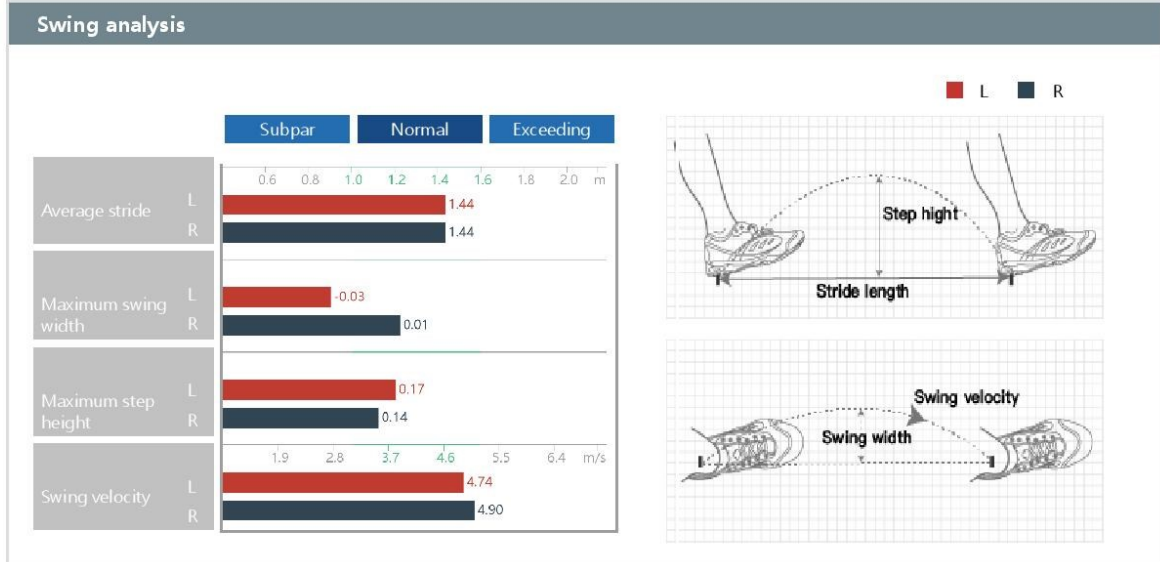 Swing analysis
L R
Subpar Normal Exceeding
0.6 0.8 1.0 1.2 1.4 1.6 1.8 2.0 m
Average stride
L 1.44
R 1.44
Maximum swing
width
L -0.03
R 0.01
Maximum step
height
L 0.17
R 0.14
1.9 2.8 3.7 4.6 5.5 6.4 m/s
Swing velocity
L 4.74
R 4.90
Step hight
Stride length
Swing velocity
Swing width